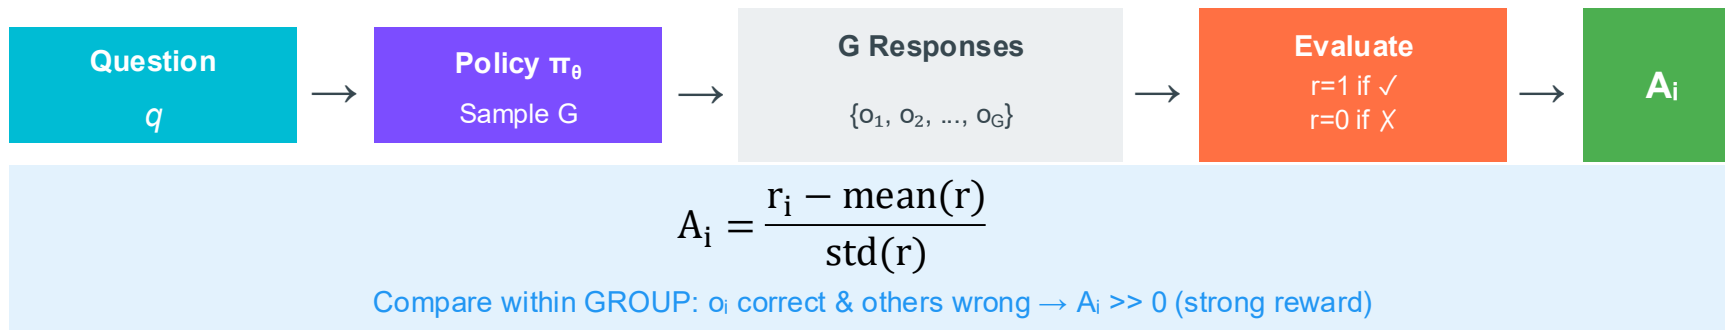 Question
q
→
Policy πθ
Sample G
→
G Responses
{o₁, o₂, ..., o_G}
→
Evaluate
r=1 if ✓
r=0 if ✗
→
Aᵢ
Aᵢ = (rᵢ − mean(r)) / std(r)
Compare within GROUP: oᵢ correct & others wrong → Aᵢ >> 0 (strong reward)